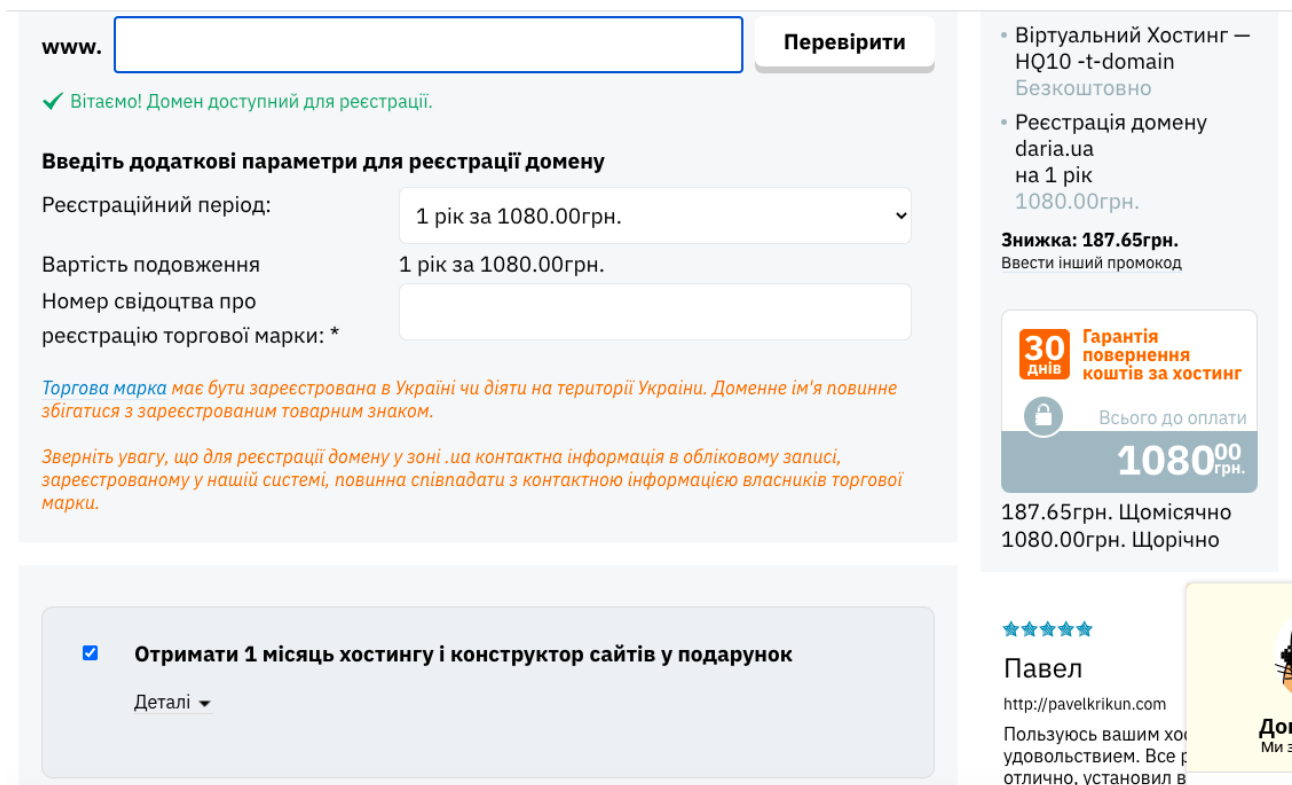 www.
Перевірити
Вітаємо! Домен доступний для реєстрації.
Введіть додаткові параметри для реєстрації домену
Реєстраційний період:
1 рік за 1080.00грн.
Вартість подовження
1 рік за 1080.00грн.
Номер свідоцтва про
реєстрацію торгової марки: *
Торгова марка має бути зареєстрована в Україні чи діяти на території України. Доменне ім'я повинне
збігатися з зареєстрованим товарним знаком.
Зверніть увагу, що для реєстрації домену у зоні .ua контактна інформація в обліковому записі,
зареєстрованому у нашій системі, повинна співпадати з контактною інформацією власників торгової
марки.
Отримати 1 місяць хостингу і конструктор сайтів у подарунок
Деталі
• Віртуальний Хостинг —
HQ10 -t-domain
Безкоштовно
• Реєстрація домену
daria.ua
на 1 рік
1080.00грн.
Знижка: 187.65грн.
Ввести інший промокод
30
днів
Гарантія
повернення
коштів за хостинг
Всього до оплати
1080 00 грн.
187.65грн. Щомісячно
1080.00грн. Щорічно
Павел
http://pavelkrikun.com
Пользуюсь вашим
удовольствием. Все
отлично, установил
Ми